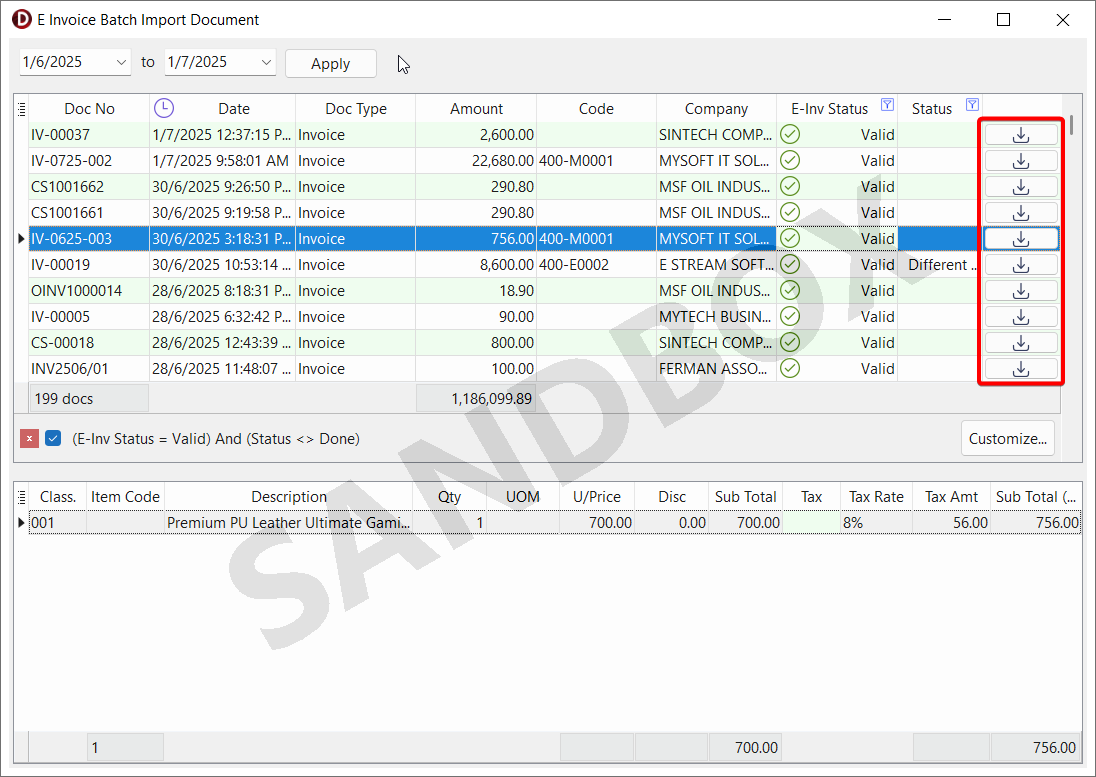 E Invoice Batch Import Document
1/6/2025 to 1/7/2025 Apply
Doc No Date Doc Type Amount Code Company E-Inv Status Status
IV-00037 1/7/2025 12:37:15 P... Invoice 2,600.00 SINTECH COMP... Valid
IV-0725-002 1/7/2025 9:58:01 AM Invoice 22,680.00 400-M0001 MYSOFT IT SOL... Valid
CS1001662 30/6/2025 9:26:50 P... Invoice 290.80 MSF OIL INDUS... Valid
CS1001661 30/6/2025 9:19:58 P... Invoice 290.80 MSF OIL INDUS... Valid
IV-0625-003 30/6/2025 3:18:31 P... Invoice 756.00 400-M0001 MYSOFT IT SOL... Valid
IV-00019 30/6/2025 10:53:14 ... Invoice 8,600.00 400-E0002 E STREAM SOFT... Valid Different ...
OINV1000014 28/6/2025 8:18:31 P... Invoice 18.90 MSF OIL INDUS... Valid
IV-00005 28/6/2025 6:32:42 P... Invoice 90.00 MYTECH BUSIN... Valid
CS-00018 28/6/2025 12:43:39 ... Invoice 800.00 SINTECH COMP... Valid
INV2506/01 28/6/2025 11:48:07 ... Invoice 100.00 FERMAN ASSO... Valid
199 docs 1,186,099.89
(E-Inv Status = Valid) And (Status <> Done) Customize...
SANDBOX
Class. Item Code Description Qty UOM U/Price Disc Sub Total Tax Tax Rate Tax Amt Sub Total (...
001 Premium PU Leather Ultimate Gami... 1 700.00 0.00 700.00 8% 56.00 756.00
1 700.00 756.00